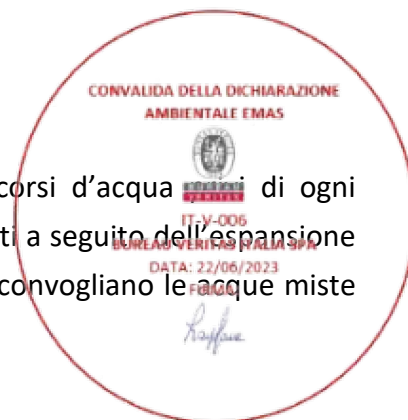 CONVALIDA DELLA DICHIARAZIONE
AMBIENTALE EMAS
corsi d'acqua di ogni
IT-V-006
ti a seguito dell'espansione
BUREAU VERITAS ITALIA SPA
DATA: 22/06/2023
convogliano le acque miste
FIRMA: